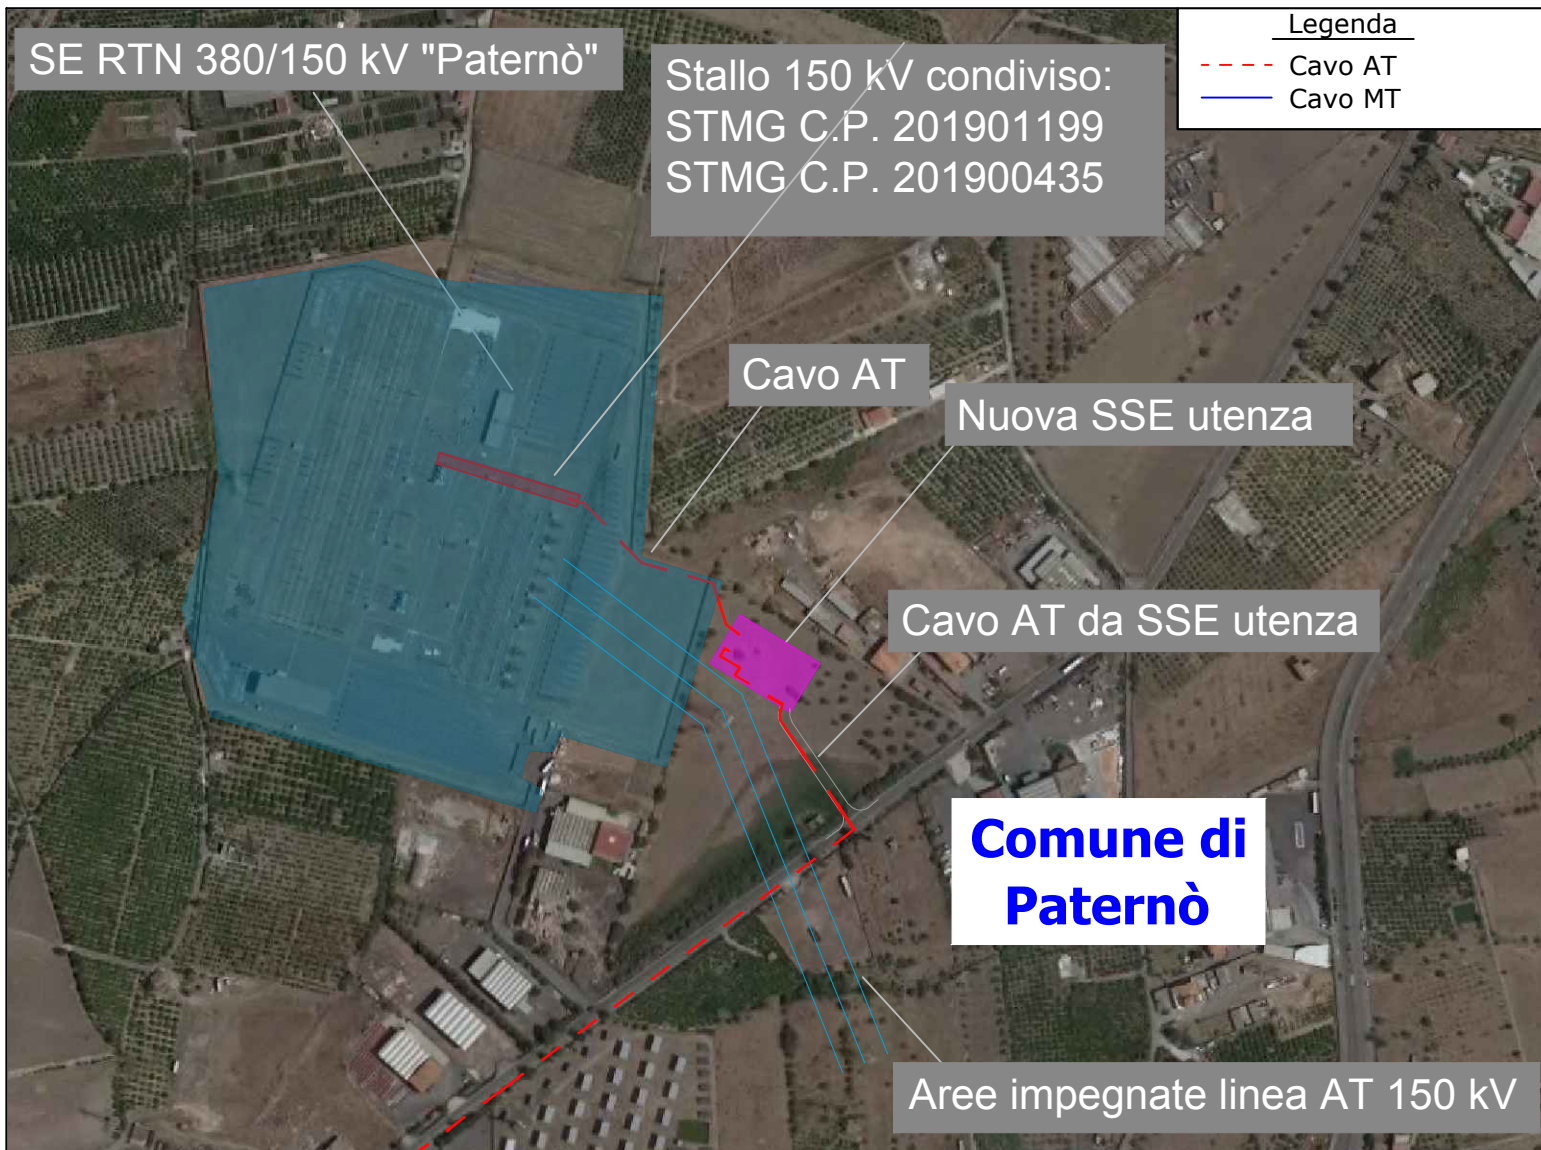 SE RTN 380/150 kV "Paternò"
Stallo 150 kV condiviso:
STMG C.P. 201901199
STMG C.P. 201900435
Legenda
Cavo AT
Cavo MT
Cavo AT
Nuova SSE utenza
Cavo AT da SSE utenza
Comune di
Paternò
Aree impegnate linea AT 150 kV